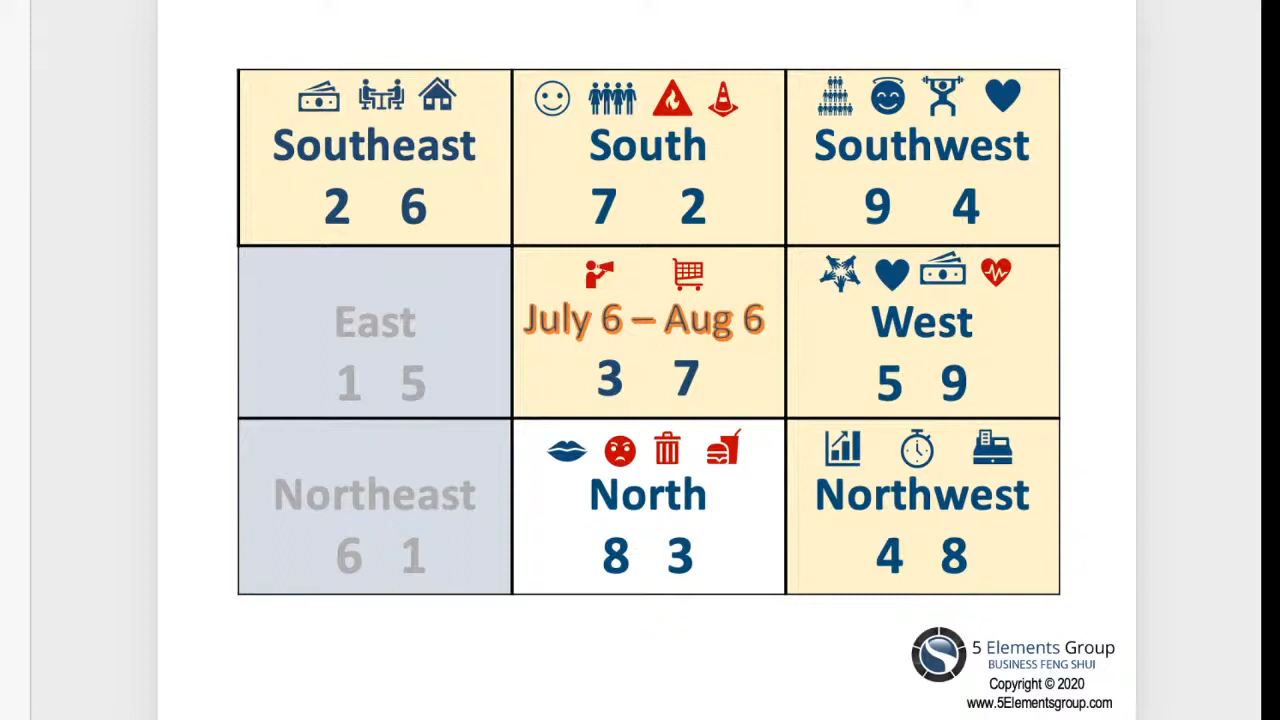 Southeast
2 6
South
7 2
Southwest
9 4
East
1 5
July 6 – Aug 6
3 7
West
5 9
Northeast
6 1
North
8 3
Northwest
4 8
5 Elements Group
BUSINESS FENG SHUI
Copyright © 2020
www.5Elementsgroup.com